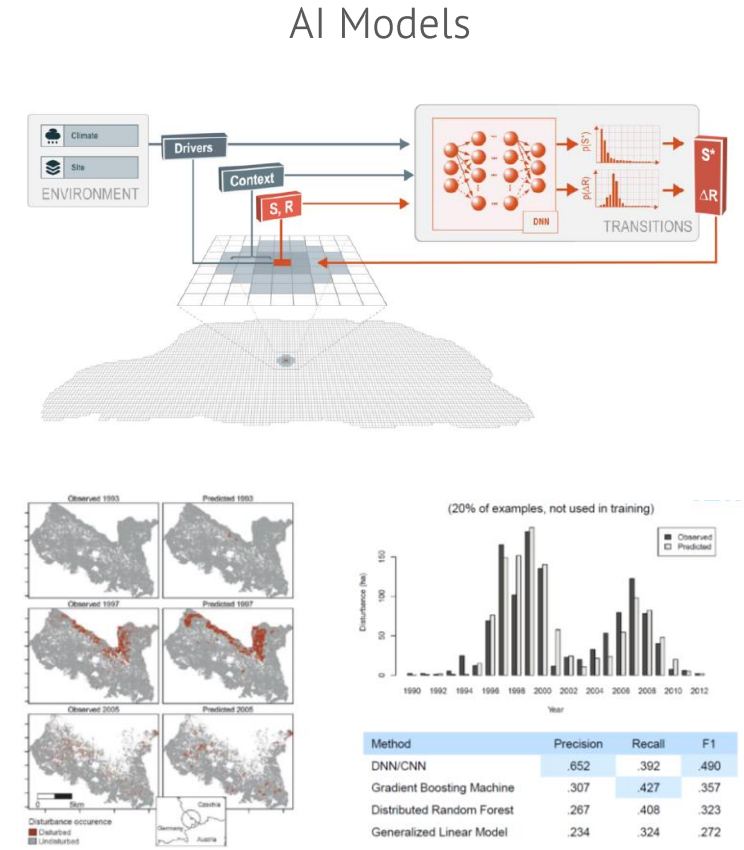 AI Models
Climate
Site
ENVIRONMENT
Drivers
Context
S, R
DNN
p(S*)
p(ΔR)
TRANSITIONS
S*
ΔR
Observed 1993
Predicted 1993
Observed 1997
Predicted 1997
Observed 2005
Predicted 2005
0 5km
Disturbance occurence
Disturbed
Undisturbed
Czechia
Germany
Austria
(20% of examples, not used in training)
Observed
Predicted
Disturbance (ha)
150
100
50
0
1990 1992 1994 1996 1998 2000 2002 2004 2006 2008 2010 2012
Year
Method Precision Recall F1
DNN/CNN .652 .392 .490
Gradient Boosting Machine .307 .427 .357
Distributed Random Forest .267 .408 .323
Generalized Linear Model .234 .324 .272